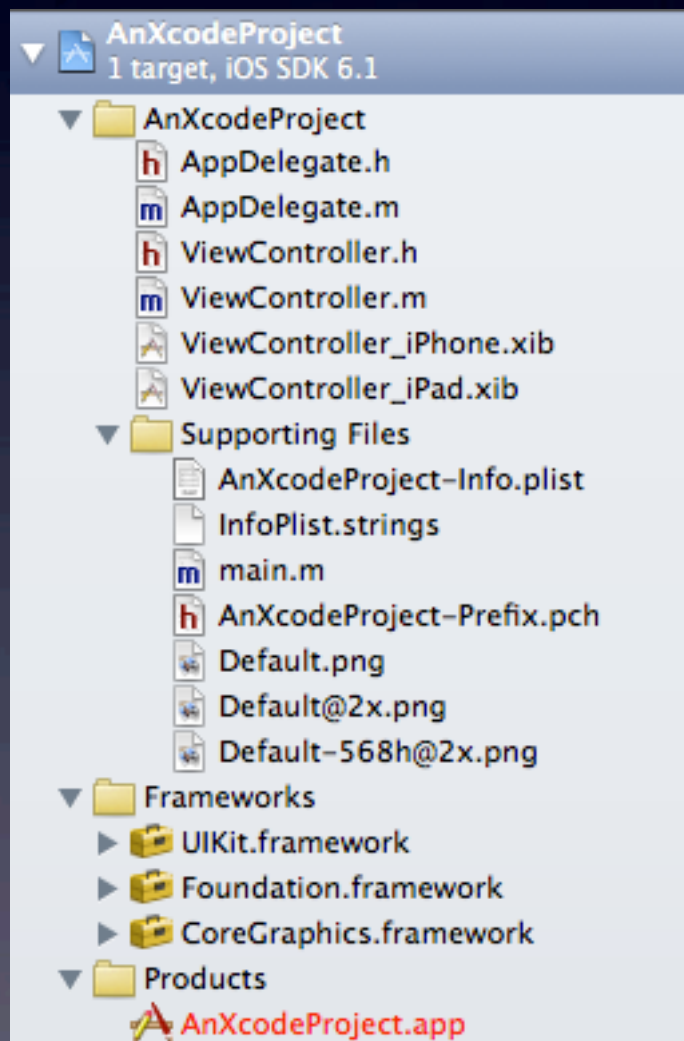 AnXcodeProject
1 target, iOS SDK 6.1
AnXcodeProject
h AppDelegate.h
m AppDelegate.m
h ViewController.h
m ViewController.m
ViewController_iPhone.xib
ViewController_iPad.xib
Supporting Files
AnXcodeProject-Info.plist
InfoPlist.strings
m main.m
h AnXcodeProject-Prefix.pch
Default.png
Default@2x.png
Default-568h@2x.png
Frameworks
UIKit.framework
Foundation.framework
CoreGraphics.framework
Products
AnXcodeProject.app